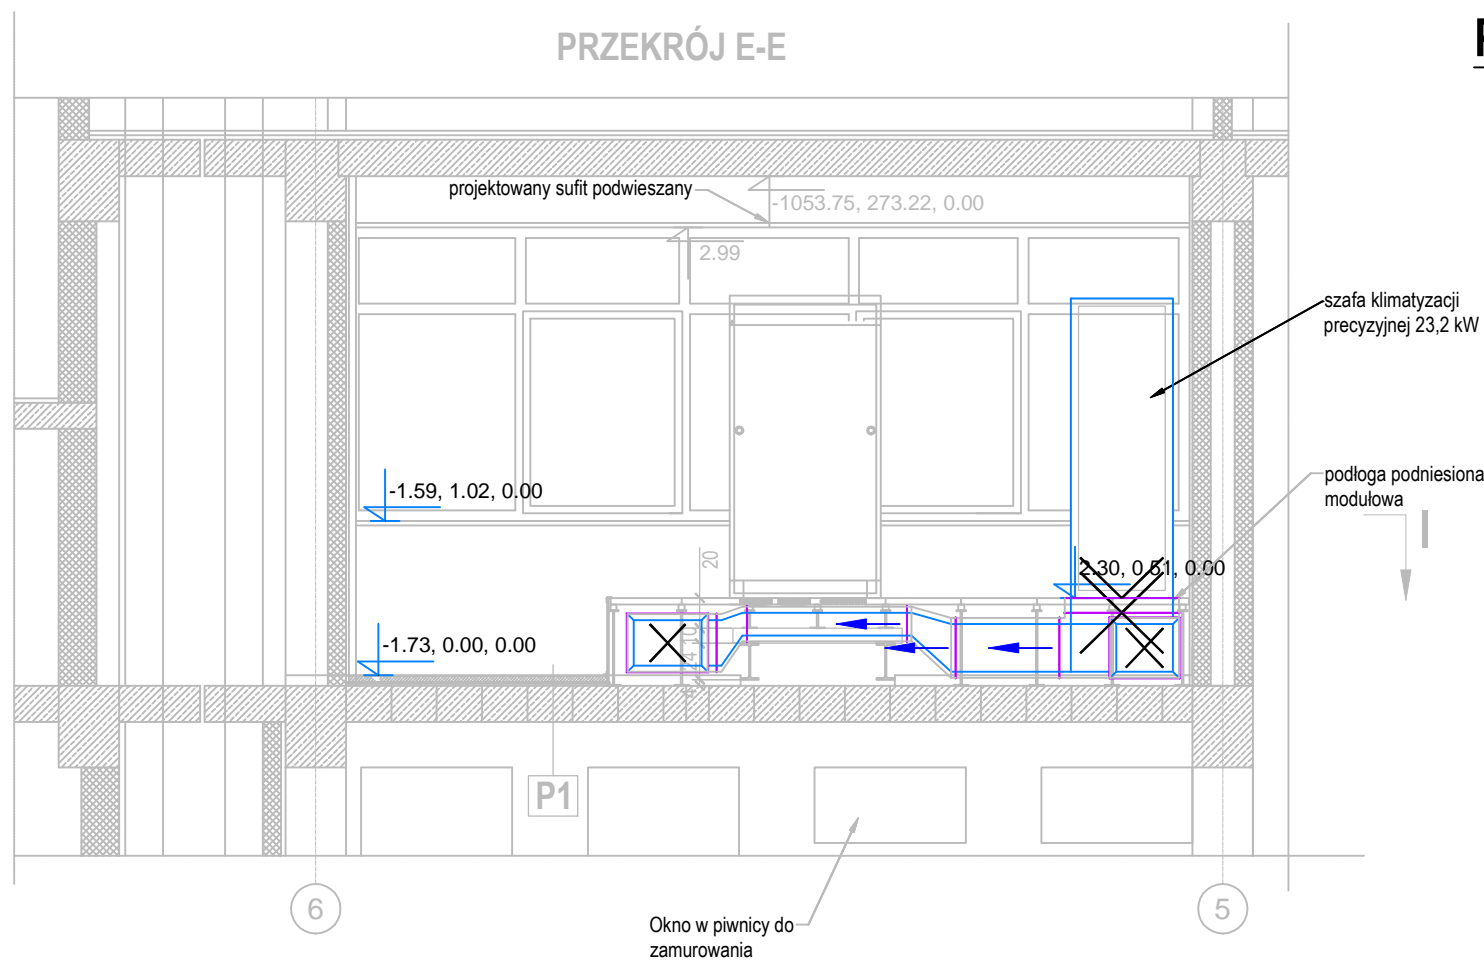 PRZEKRÓJ E-E
projektowany sufit podwieszany
-1053.75, 273.22, 0.00
2.99
szafa klimatyzacji
precyzyjnej 23,2 kW
podłoga podniesiona
modułowa
-1.59, 1.02, 0.00
20
2.30, 0.51, 0.00
-1.73, 0.00, 0.00
P1
6
5
Okno w piwnicy do
zamurowania